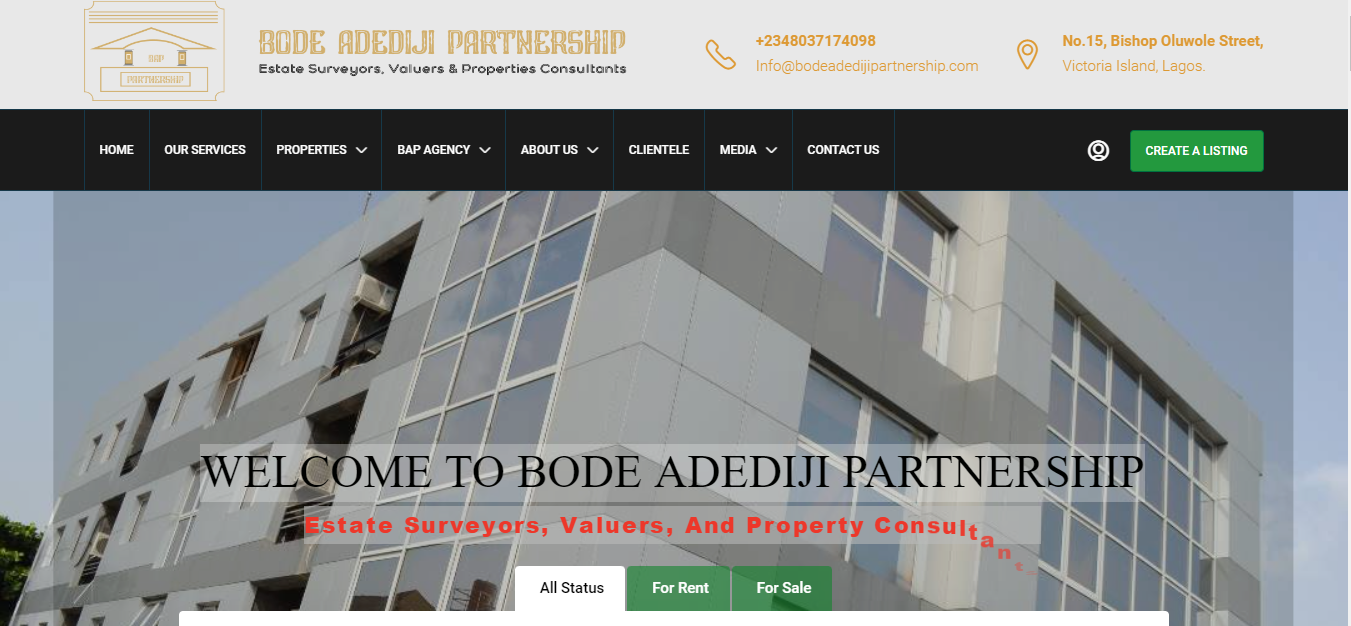 BAP
PARTNERSHIP
BODE ADEDIJI PARTNERSHIP
Estate Surveyors, Valuers & Properties Consultants
+2348037174098
Info@bodeadedijipartnership.com
No.15, Bishop Oluwole Street,
Victoria Island, Lagos.
HOME OUR SERVICES PROPERTIES BAP AGENCY ABOUT US CLIENTELE MEDIA CONTACT US CREATE A LISTING
WELCOME TO BODE ADEDIJI PARTNERSHIP
Estate Surveyors, Valuers, And Property Consultant
All Status For Rent For Sale